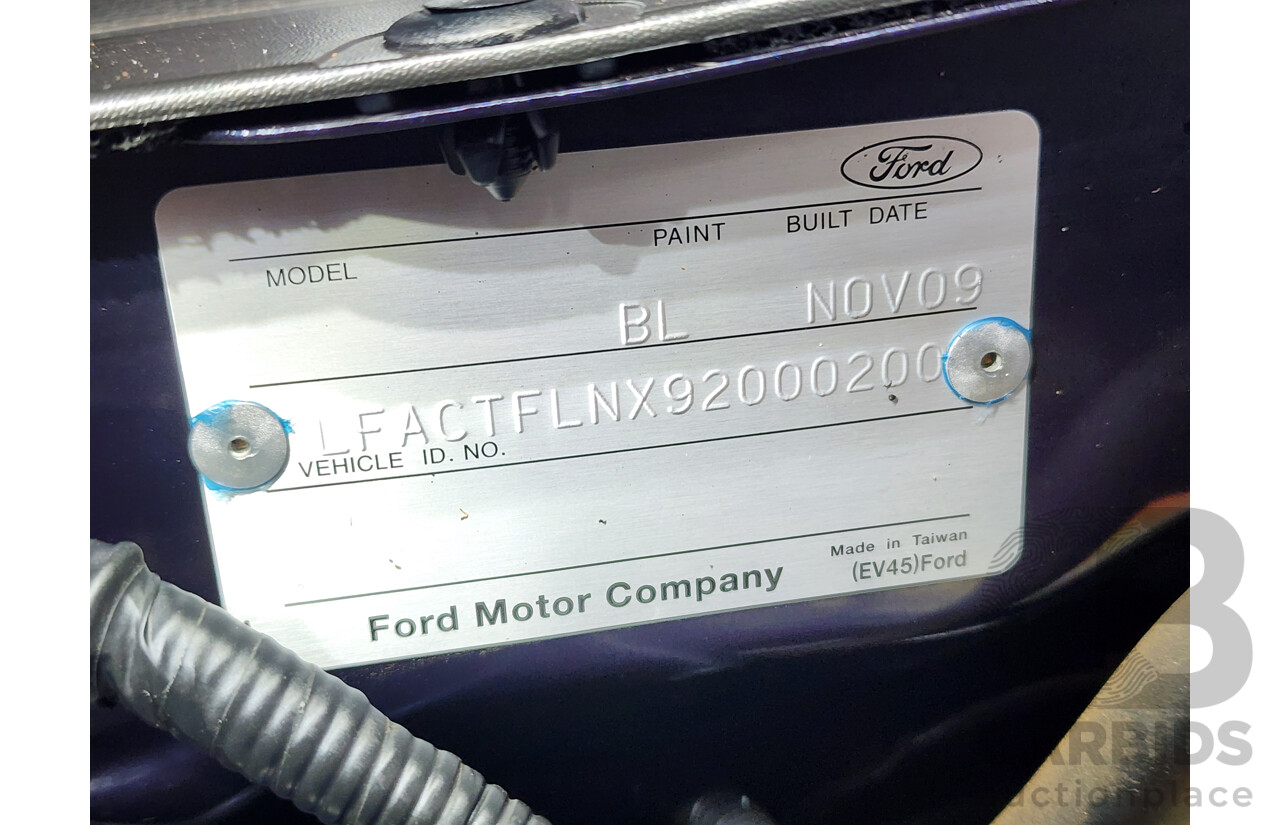 Ford
MODEL PAINT BUILT DATE
BL NOV09
LFACTFLNX92000200
VEHICLE ID. NO.
Made in Taiwan
(EV45)Ford
Ford Motor Company